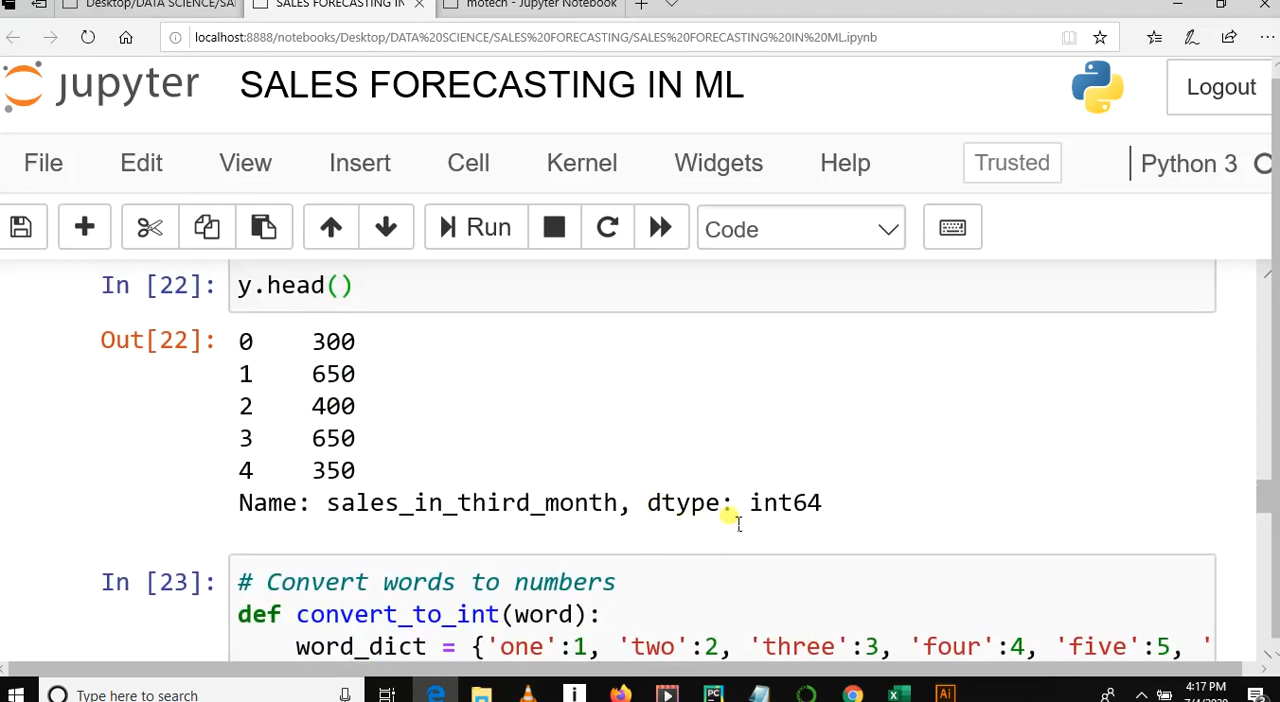 Desktop/DATA SCIENCE/SA
SALES FORECASTING IN
motech - Jupyter Notebook
localhost:8888/notebooks/Desktop/DATA%20SCIENCE/SALES%20FORECASTING/SALES%20FORECASTING%20IN%20ML.ipynb
jupyter SALES FORECASTING IN ML Logout
File Edit View Insert Cell Kernel Widgets Help Trusted Python 3
Run Code
In [22]: y.head()
Out[22]: 0 300
1 650
2 400
3 650
4 350
Name: sales_in_third_month, dtype: int64
In [23]: # Convert words to numbers
def convert_to_int(word):
word_dict = {'one':1, 'two':2, 'three':3, 'four':4, 'five':5, '
Type here to search
PC
Ai
4:17 PM